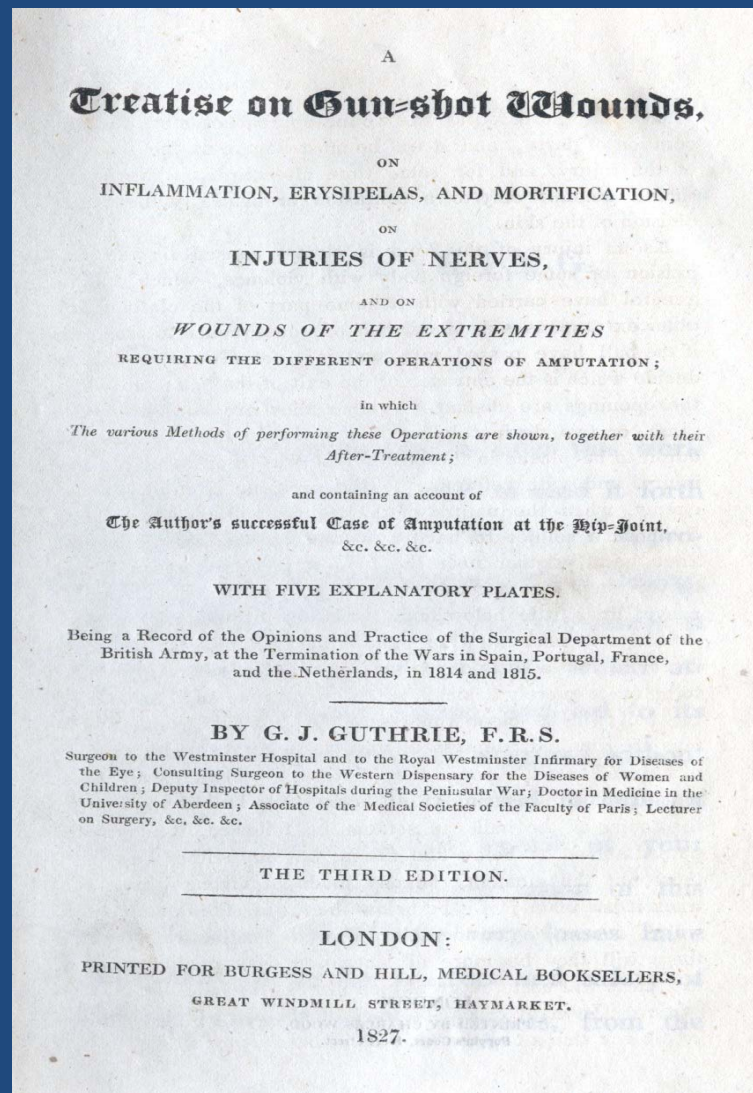 A
Treatise on Gun-shot Wounds,
ON
INFLAMMATION, ERYSIPELAS, AND MORTIFICATION,
ON
INJURIES OF NERVES,
AND ON
WOUNDS OF THE EXTREMITIES
REQUIRING THE DIFFERENT OPERATIONS OF AMPUTATION;
in which
The various Methods of performing these Operations are shown, together with their
After-Treatment;
and containing an account of
The Author's successful Case of Amputation at the Hip-Joint,
&c. &c. &c.
WITH FIVE EXPLANATORY PLATES.
Being a Record of the Opinions and Practice of the Surgical Department of the
British Army, at the Termination of the Wars in Spain, Portugal, France,
and the Netherlands, in 1814 and 1815.
BY G. J. GUTHRIE, F.R.S.
Surgeon to the Westminster Hospital and to the Royal Westminster Infirmary for Diseases of
the Eye; Consulting Surgeon to the Western Dispensary for the Diseases of Women and
Children; Deputy Inspector of Hospitals during the Peninsular War; Doctor in Medicine in the
University of Aberdeen; Associate of the Medical Societies of the Faculty of Paris; Lecturer
on Surgery, &c. &c. &c.
THE THIRD EDITION.
LONDON:
PRINTED FOR BURGESS AND HILL, MEDICAL BOOKSELLERS,
GREAT WINDMILL STREET, HAYMARKET.
1827.